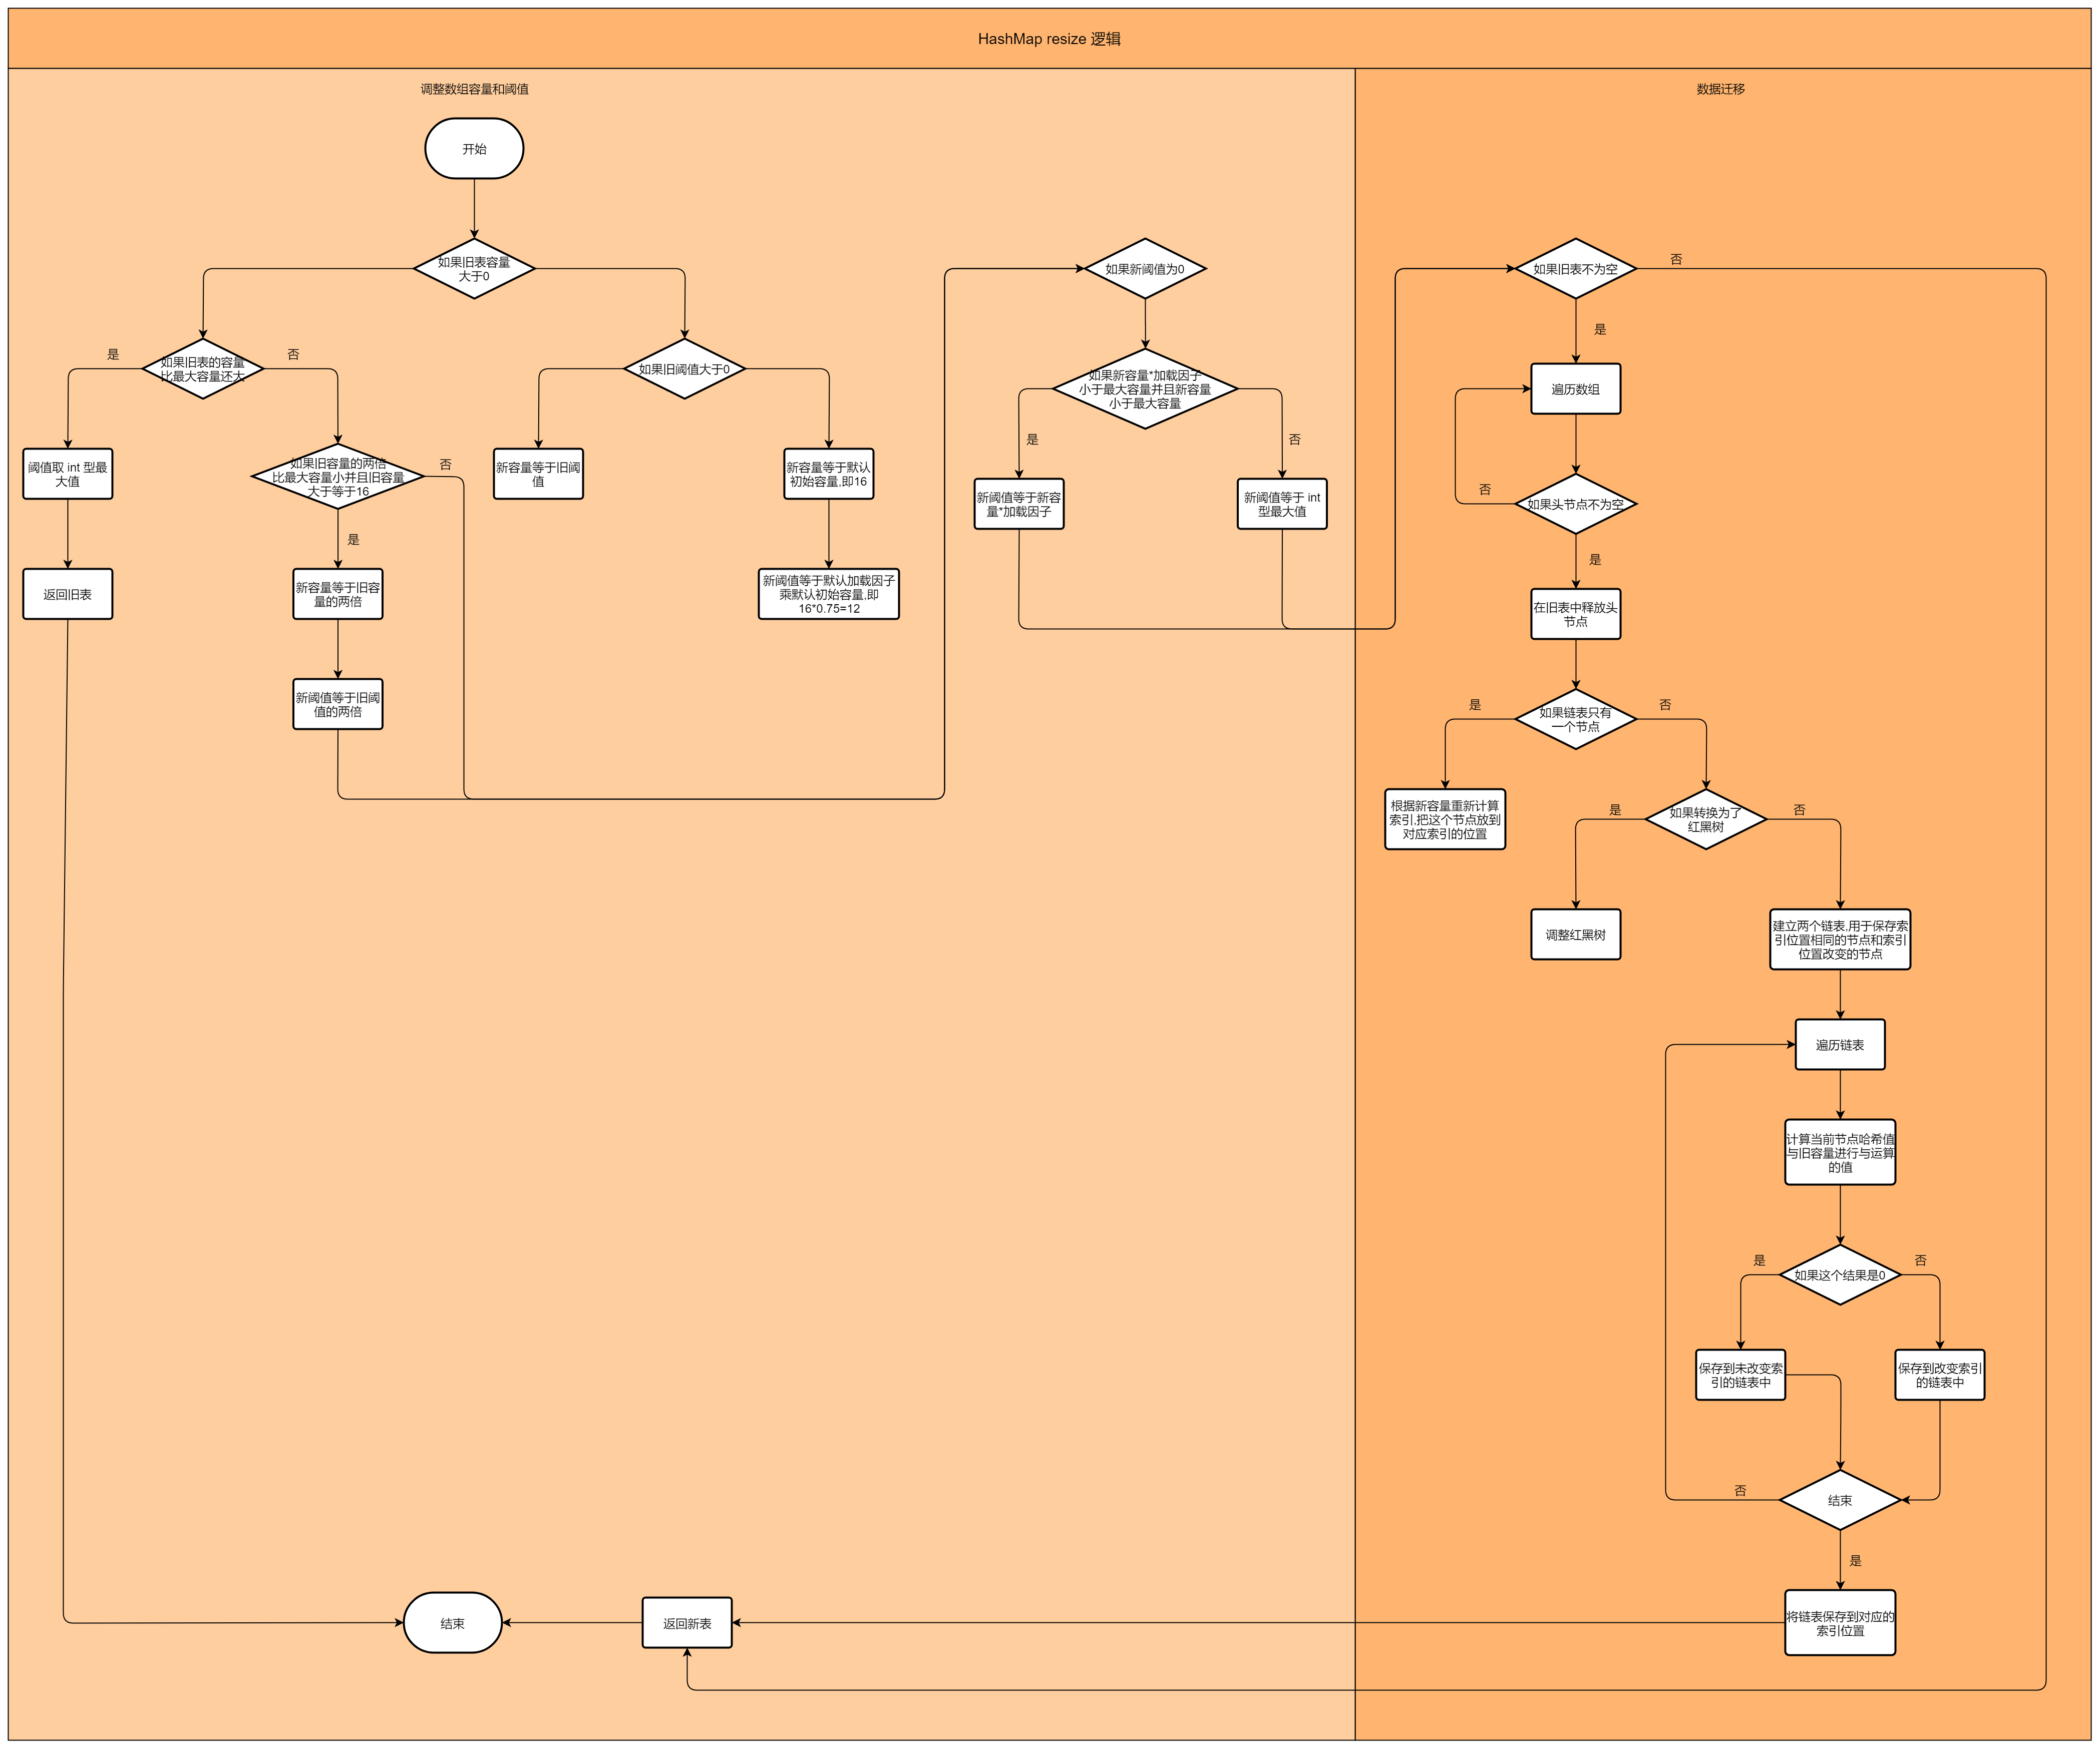 HashMap resize 逻辑
调整数组容量和阈值
开始
如果旧表容量
大于0
如果旧表的容量
比最大容量还大
是
否
阈值取 int 型最
大值
返回旧表
如果旧容量的两倍
比最大容量小并且旧容量
大于等于16
否
是
新容量等于旧容
量的两倍
新阈值等于旧阈
值的两倍
如果旧阈值大于0
新容量等于旧阈
值
新容量等于默认
初始容量,即16
新阈值等于默认加载因子
乘默认初始容量,即
16*0.75=12
如果新阈值为0
如果新容量*加载因子
小于最大容量并且新容量
小于最大容量
是
否
新阈值等于新容
量*加载因子
新阈值等于 int
型最大值
结束
返回新表
数据迁移
如果旧表不为空
否
是
遍历数组
如果头节点不为空
否
是
在旧表中释放头
节点
如果链表只有
一个节点
是
否
根据新容量重新计算
索引,把这个节点放到
对应索引的位置
如果转换为了
红黑树
是
否
调整红黑树
建立两个链表,用于保存索
引位置相同的节点和索引
位置改变的节点
遍历链表
计算当前节点哈希值
与旧容量进行与运算
的值
如果这个结果是0
是
否
保存到未改变索
引的链表中
保存到改变索引
的链表中
结束
否
是
将链表保存到对应的
索引位置